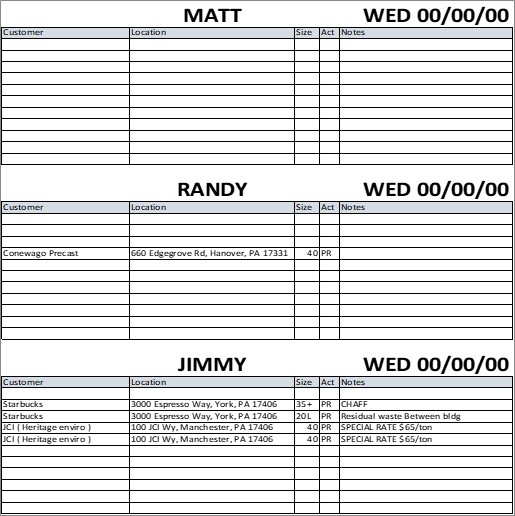 MATT WED 00/00/00
Customer Location Size Act Notes
RANDY WED 00/00/00
Customer Location Size Act Notes
Conewago Precast 660 Edgegrove Rd, Hanover, PA 17331 40 PR
JIMMY WED 00/00/00
Customer Location Size Act Notes
Starbucks 3000 Espresso Way, York, PA 17406 35+ PR CHAFF
Starbucks 3000 Espresso Way, York, PA 17406 20L PR Residual waste Between bldg
JCI ( Heritage enviro ) 100 JCI Wy, Manchester, PA 17406 40 PR SPECIAL RATE $65/ton
JCI ( Heritage enviro ) 100 JCI Wy, Manchester, PA 17406 40 PR SPECIAL RATE $65/ton